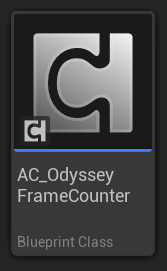 AC_Odyssey
FrameCounter
Blueprint Class